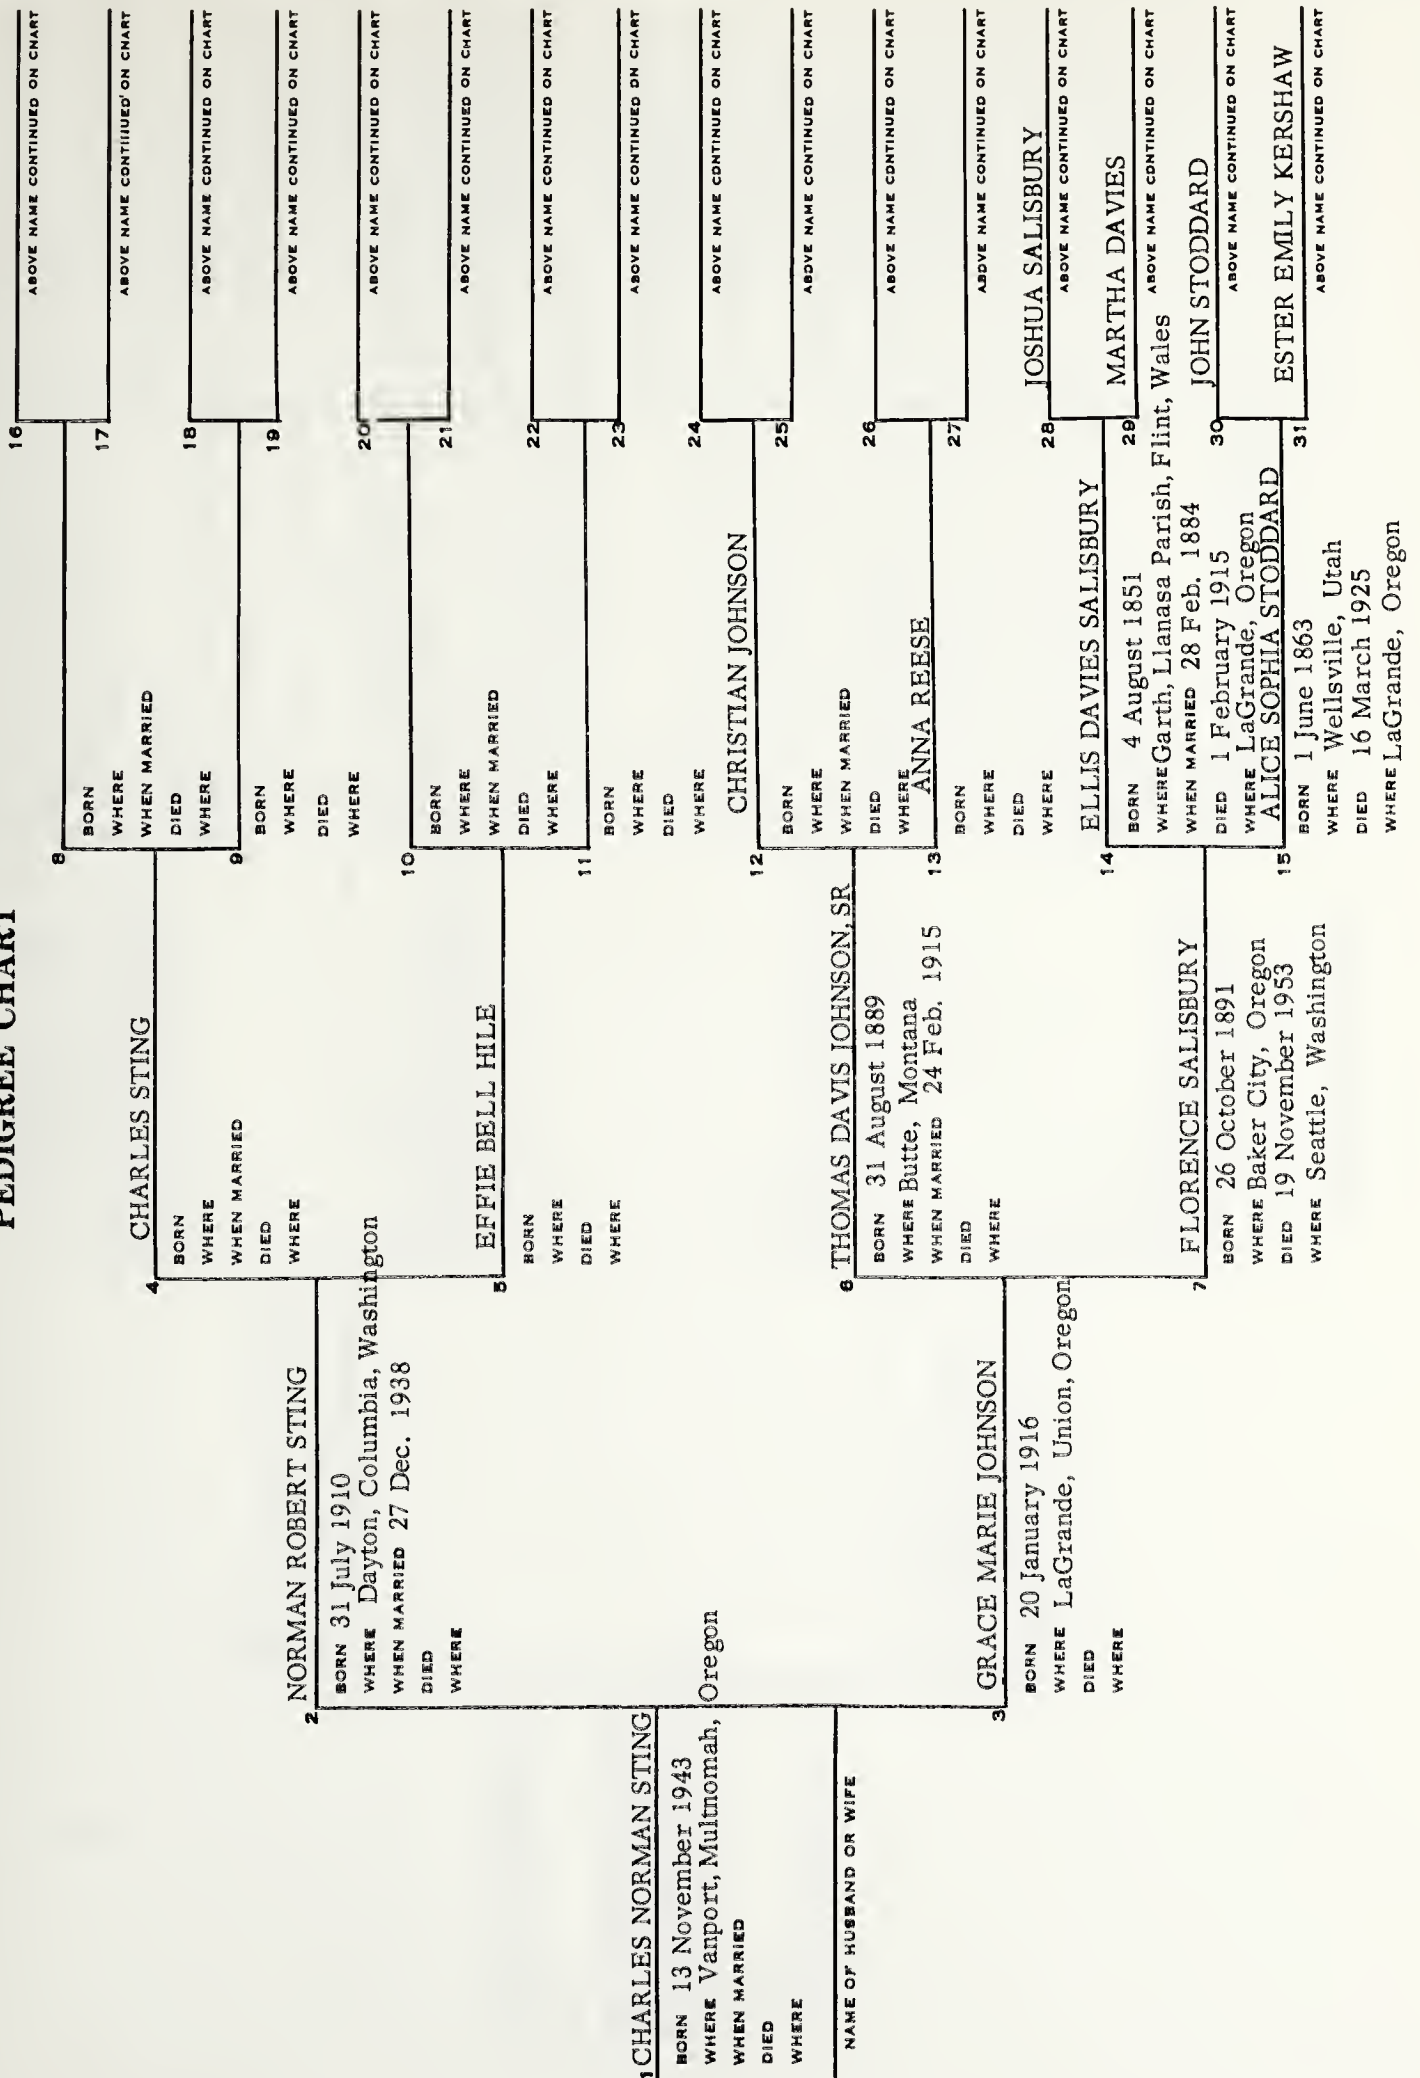 PEDIGREE CHART
1 CHARLES NORMAN STING
BORN 13 November 1943
WHERE Vanport, Multnomah, Oregon
WHEN MARRIED
DIED
WHERE
NAME OF HUSBAND OR WIFE
2 NORMAN ROBERT STING
BORN 31 July 1910
WHERE Dayton, Columbia, Washington
WHEN MARRIED 27 Dec. 1938
DIED
WHERE
3 GRACE MARIE JOHNSON
BORN 20 January 1916
WHERE LaGrande, Union, Oregon
DIED
WHERE
4 CHARLES STING
BORN
WHERE
WHEN MARRIED
DIED
WHERE
5 EFFIE BELL HILE
BORN
WHERE
DIED
WHERE
6 THOMAS DAVIS JOHNSON, SR
BORN 31 August 1889
WHERE Butte, Montana
WHEN MARRIED 24 Feb. 1915
DIED
WHERE
7 FLORENCE SALISBURY
BORN 26 October 1891
WHERE Baker City, Oregon
DIED 19 November 1953
WHERE Seattle, Washington
8
BORN
WHERE
WHEN MARRIED
DIED
WHERE
9
BORN
WHERE
DIED
WHERE
10
BORN
WHERE
WHEN MARRIED
DIED
WHERE
11
BORN
WHERE
DIED
WHERE
12 CHRISTIAN JOHNSON
BORN
WHERE
WHEN MARRIED
DIED
WHERE
13 ANNA REESE
BORN
WHERE
DIED
WHERE
14 ELLIS DAVIES SALISBURY
BORN 4 August 1851
WHERE Garth, Llanasa Parish, Flint, Wales
WHEN MARRIED 28 Feb. 1884
DIED 1 February 1915
WHERE LaGrande, Oregon
15 ALICE SOPHIA STODDARD
BORN 1 June 1863
WHERE Wellsville, Utah
DIED 16 March 1925
WHERE LaGrande, Oregon
16
ABOVE NAME CONTINUED ON CHART
17
ABOVE NAME CONTINUED ON CHART
18
ABOVE NAME CONTINUED ON CHART
19
ABOVE NAME CONTINUED ON CHART
20
ABOVE NAME CONTINUED ON CHART
21
ABOVE NAME CONTINUED ON CHART
22
ABOVE NAME CONTINUED ON CHART
23
ABOVE NAME CONTINUED ON CHART
24
ABOVE NAME CONTINUED ON CHART
25
ABOVE NAME CONTINUED ON CHART
26
ABOVE NAME CONTINUED ON CHART
27
ABOVE NAME CONTINUED ON CHART
28 JOSHUA SALISBURY
ABOVE NAME CONTINUED ON CHART
29 MARTHA DAVIES
ABOVE NAME CONTINUED ON CHART
30 JOHN STODDARD
ABOVE NAME CONTINUED ON CHART
31 ESTER EMILY KERSHAW
ABOVE NAME CONTINUED ON CHART